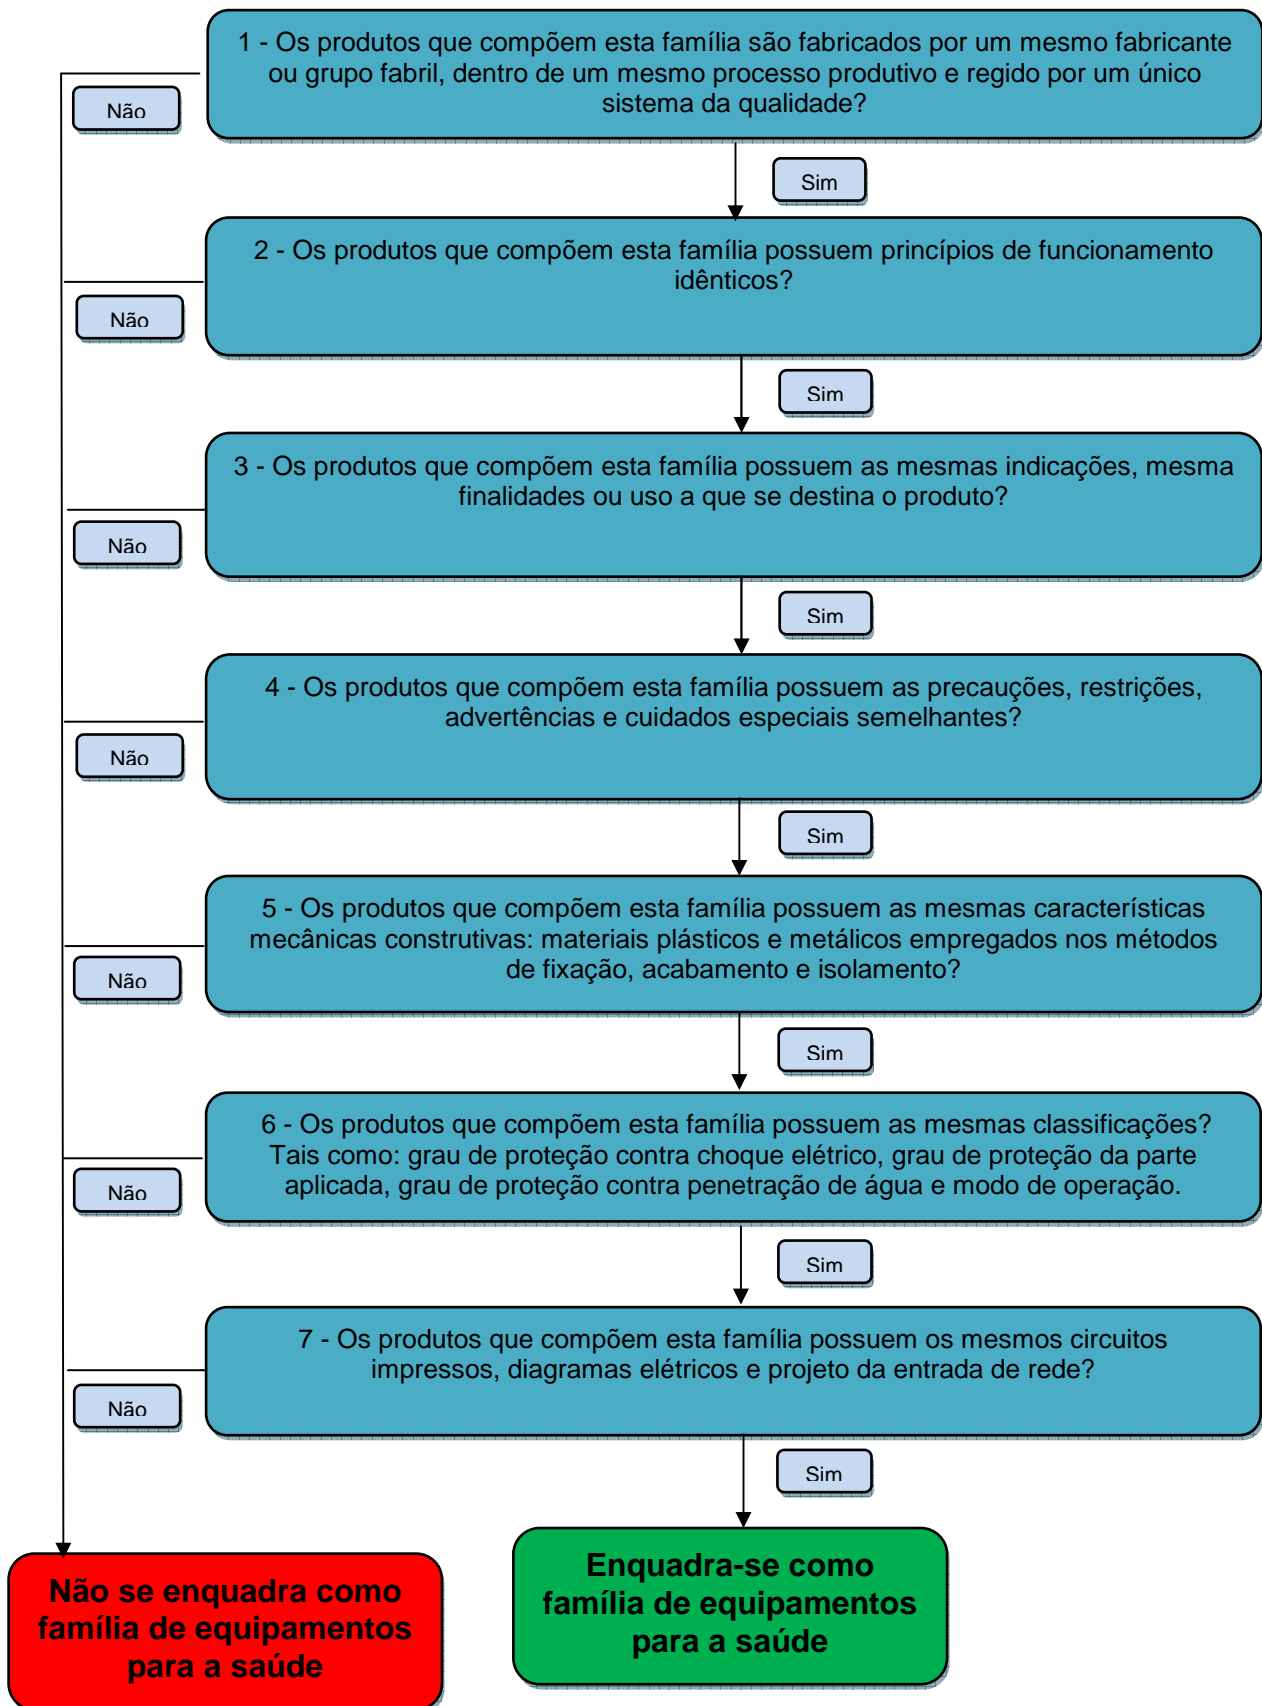 1 - Os produtos que compõem esta família são fabricados por um mesmo fabricante
ou grupo fabril, dentro de um mesmo processo produtivo e regido por um único
sistema da qualidade?
Não
Sim
2 - Os produtos que compõem esta família possuem princípios de funcionamento
idênticos?
Não
Sim
3 - Os produtos que compõem esta família possuem as mesmas indicações, mesma
finalidades ou uso a que se destina o produto?
Não
Sim
4 - Os produtos que compõem esta família possuem as precauções, restrições,
advertências e cuidados especiais semelhantes?
Não
Sim
5 - Os produtos que compõem esta família possuem as mesmas características
mecânicas construtivas: materiais plásticos e metálicos empregados nos métodos
de fixação, acabamento e isolamento?
Não
Sim
6 - Os produtos que compõem esta família possuem as mesmas classificações?
Tais como: grau de proteção contra choque elétrico, grau de proteção da parte
aplicada, grau de proteção contra penetração de água e modo de operação.
Não
Sim
7 - Os produtos que compõem esta família possuem os mesmos circuitos
impressos, diagramas elétricos e projeto da entrada de rede?
Não
Sim
Não se enquadra como
família de equipamentos
para a saúde
Enquadra-se como
família de equipamentos
para a saúde